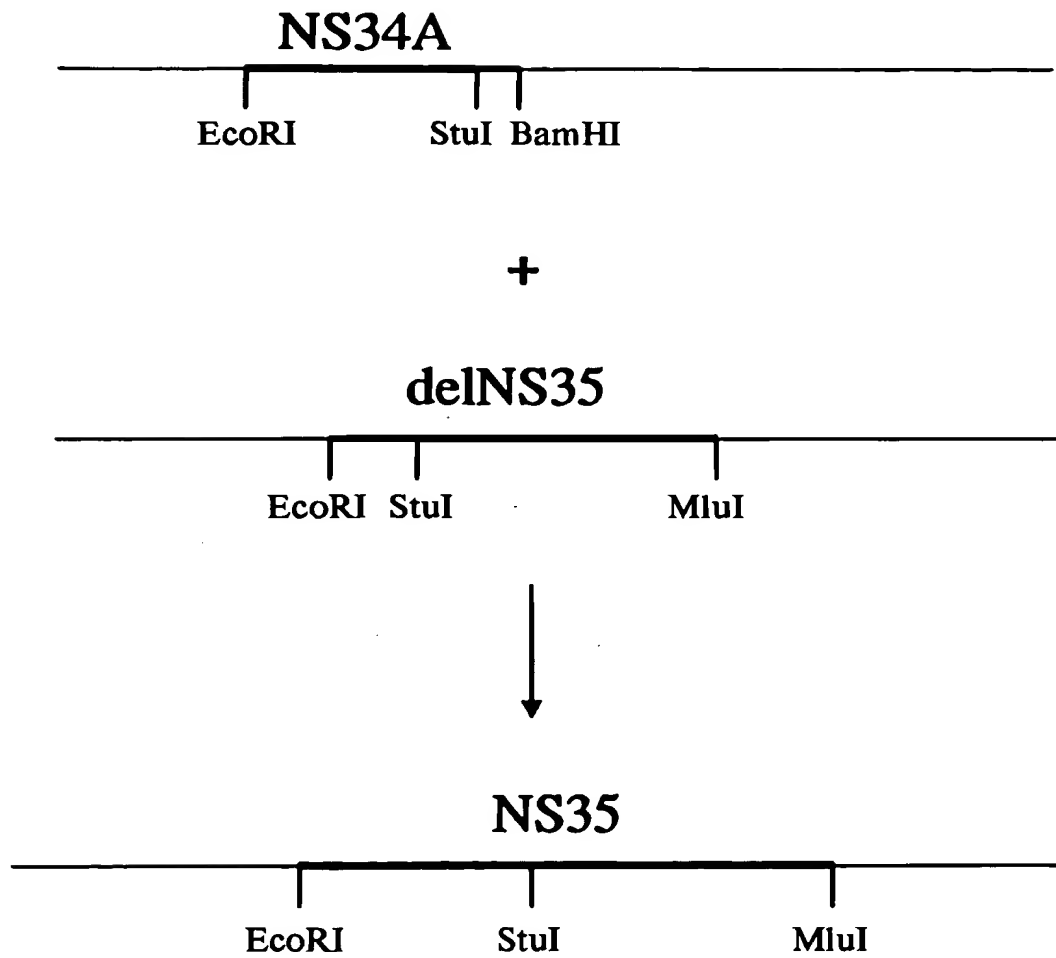 NS34A
EcoRI StuI BamHI
+
delNS35
EcoRI StuI MluI
NS35
EcoRI StuI MluI